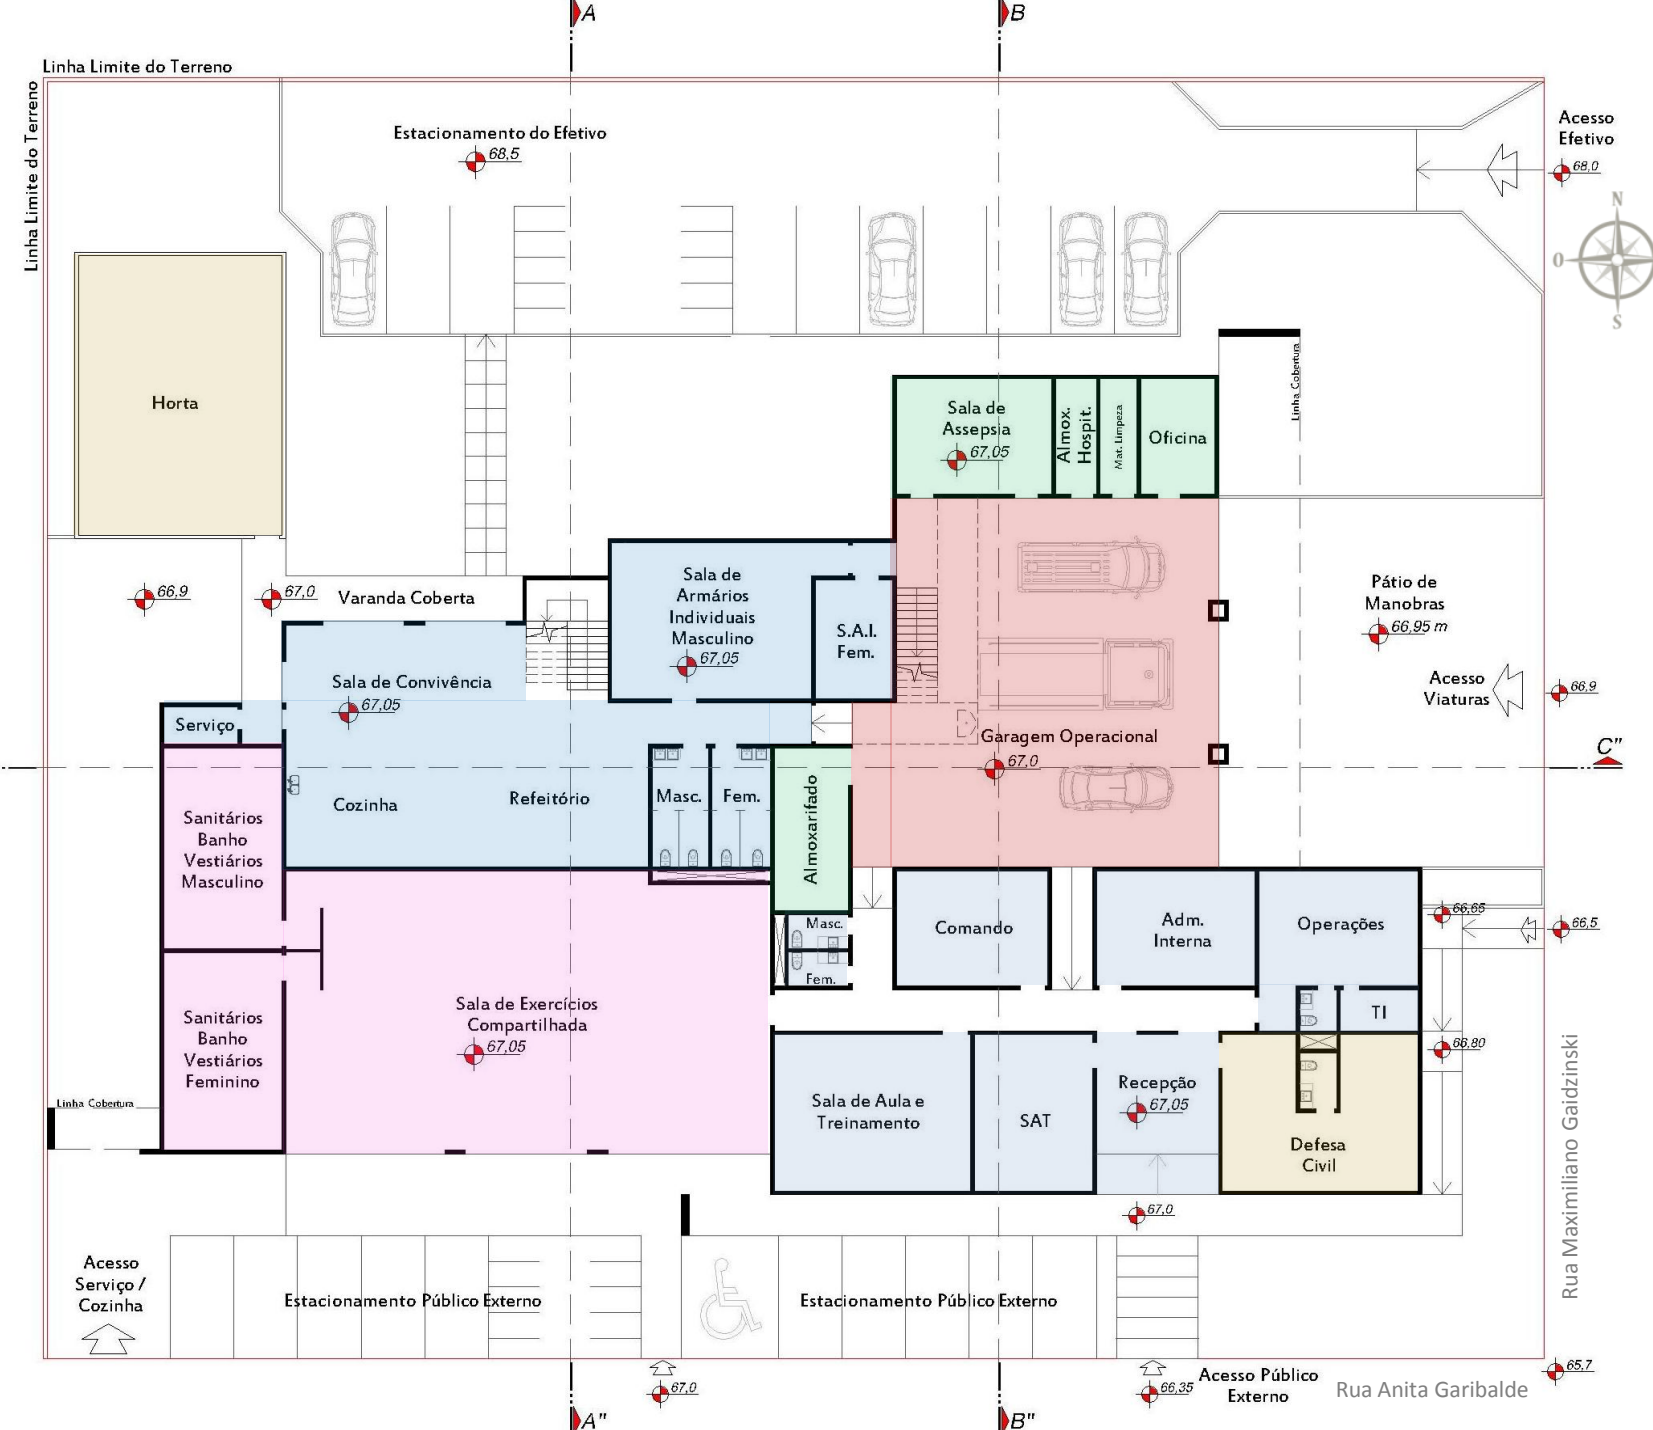 A
B
Linha Limite do Terreno
Linha Limite do Terreno
Estacionamento do Efetivo
68,5
Acesso
Efetivo
68,0
N
O
S
Horta
Linha Cobertura
Sala de
Assepsia
67,05
Almox.
Hospit.
Mat. Limpeza
Oficina
66,9
67,0
Varanda Coberta
Sala de
Armários
Individuais
Masculino
67,05
S.A.I.
Fem.
Pátio de
Manobras
66,95 m
Sala de Convivência
67,05
Acesso
Viaturas
66,9
Serviço
Garagem Operacional
67,0
C"
Cozinha
Refeitório
Masc.
Fem.
Almoxarifado
Sanitários
Banho
Vestiários
Masculino
Comando
Adm.
Interna
Operações
66,65
66,5
Masc.
Fem.
Sala de Exercícios
Compartilhada
67,05
Sanitários
Banho
Vestiários
Feminino
TI
66,80
Linha Cobertura
Sala de Aula e
Treinamento
SAT
Recepção
67,05
Defesa
Civil
Rua Maximiliano Gaidzinski
67,0
Acesso
Serviço /
Cozinha
Estacionamento Público Externo
Estacionamento Público Externo
67,0
66,35
Acesso Público
Externo
Rua Anita Garibalde
65,7
A"
B"